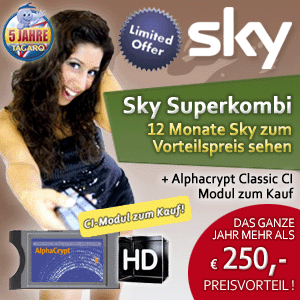 5 JAHRE
TAGARO
Limited
Offer
sky
Sky Superkombi
12 Monate Sky zum
Vorteilspreis sehen
+ Alphacrypt Classic CI
Modul zum Kauf
CI-Modul zum Kauf!
AlphaCrypt
HD
DAS GANZE
JAHR MEHR ALS
€ 250,-
PREISVORTEIL!